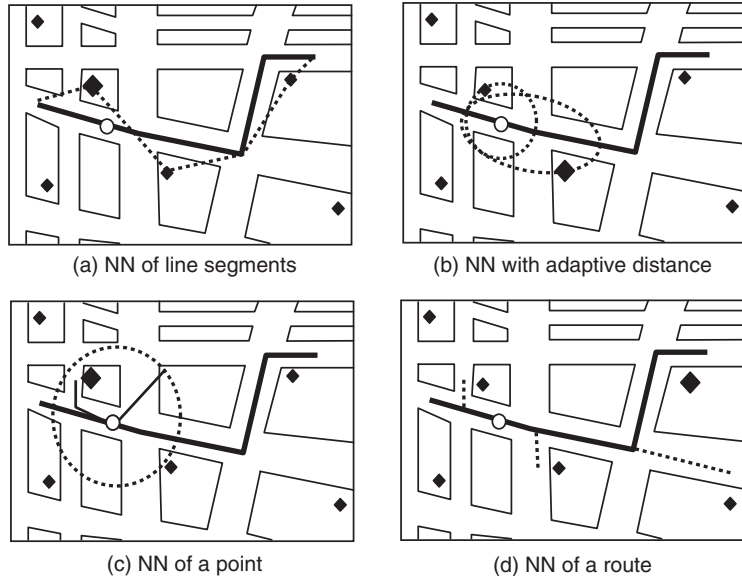 (a) NN of line segments
(b) NN with adaptive distance
(c) NN of a point
(d) NN of a route